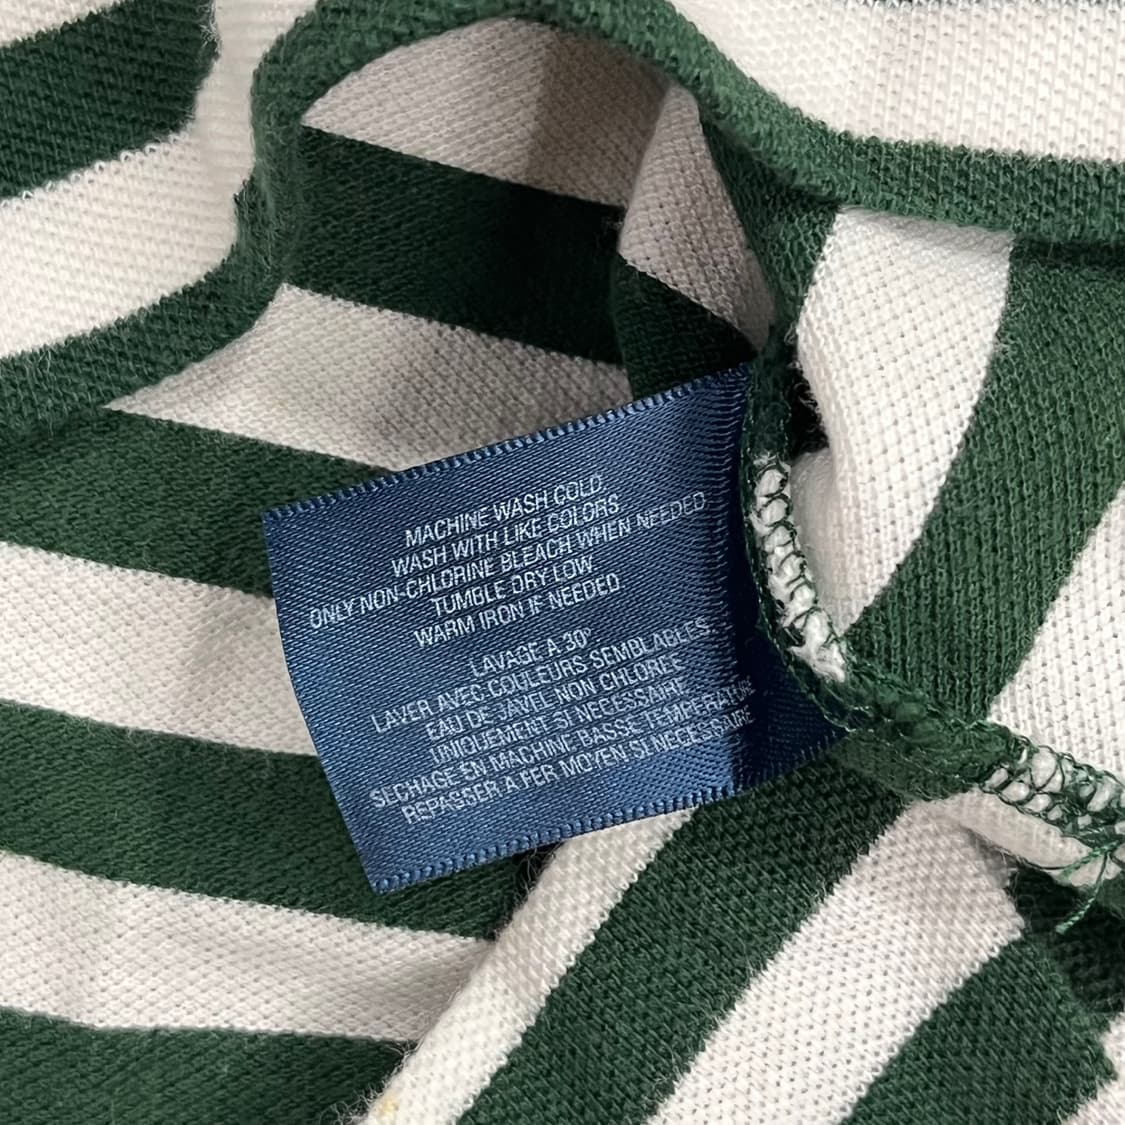 MACHINE WASH COLD.
WASH WITH LIKE COLORS
ONLY NON-CHLORINE BLEACH WHEN NEEDED
TUMBLE DRY LOW
WARM IRON IF NEEDED
LAVAGE A 30°
LAVER AVEC COULEURS SEMBLABLES.
EAU DE JAVEL NON CHLOREE
UNIQUEMENT SI NECESSAIRE
SECHAGE EN MACHINE BASSE TEMPERATURE
REPASSER A FER MOYEN SI NECESSAIRE